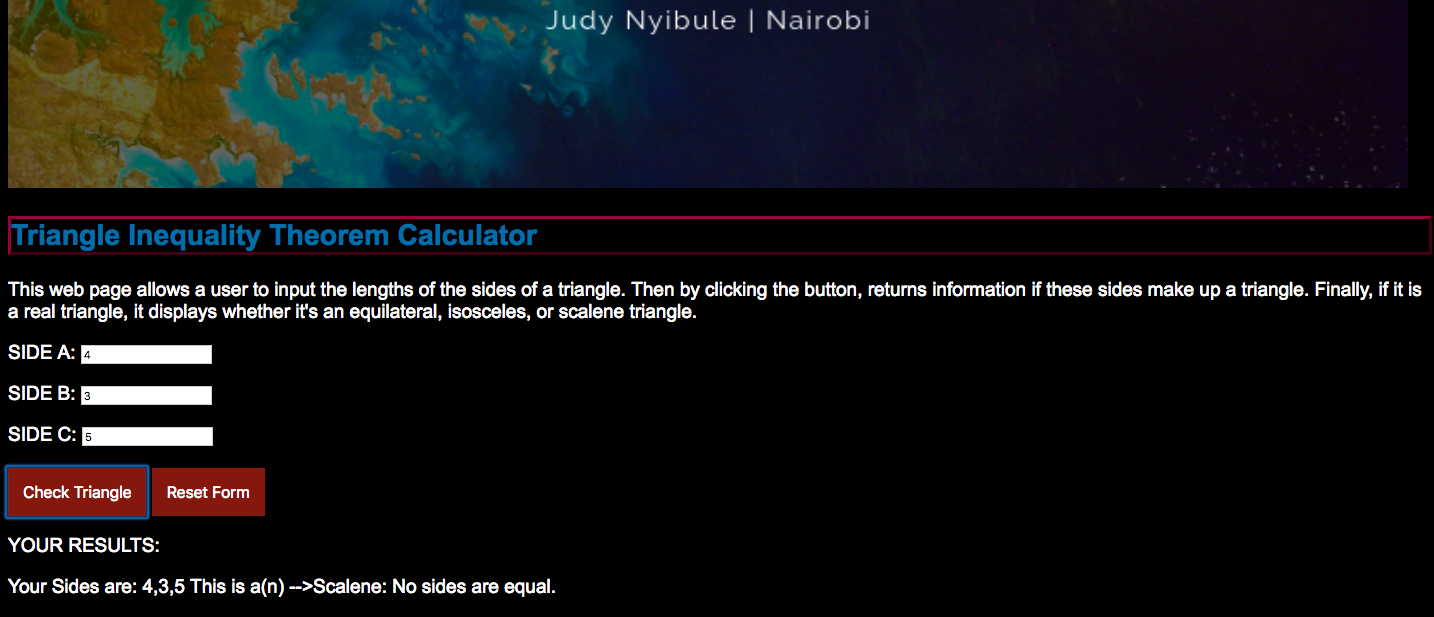 Judy Nyibule | Nairobi
Triangle Inequality Theorem Calculator
This web page allows a user to input the lengths of the sides of a triangle. Then by clicking the button, returns information if these sides make up a triangle. Finally, if it is
a real triangle, it displays whether it's an equilateral, isosceles, or scalene triangle.
SIDE A: 4
SIDE B: 3
SIDE C: 5
Check Triangle Reset Form
YOUR RESULTS:
Your Sides are: 4,3,5 This is a(n) -->Scalene: No sides are equal.